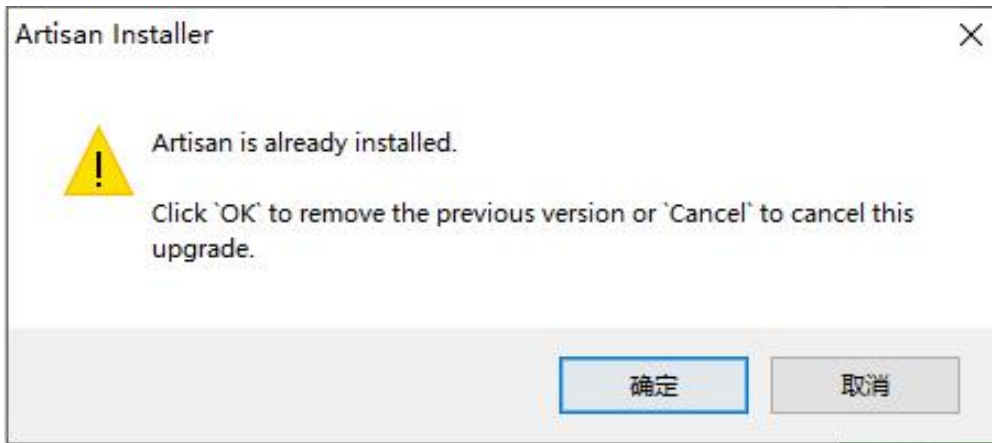 Artisan Installer
Artisan is already installed.
Click `OK` to remove the previous version or `Cancel` to cancel this
upgrade.
确定
取消